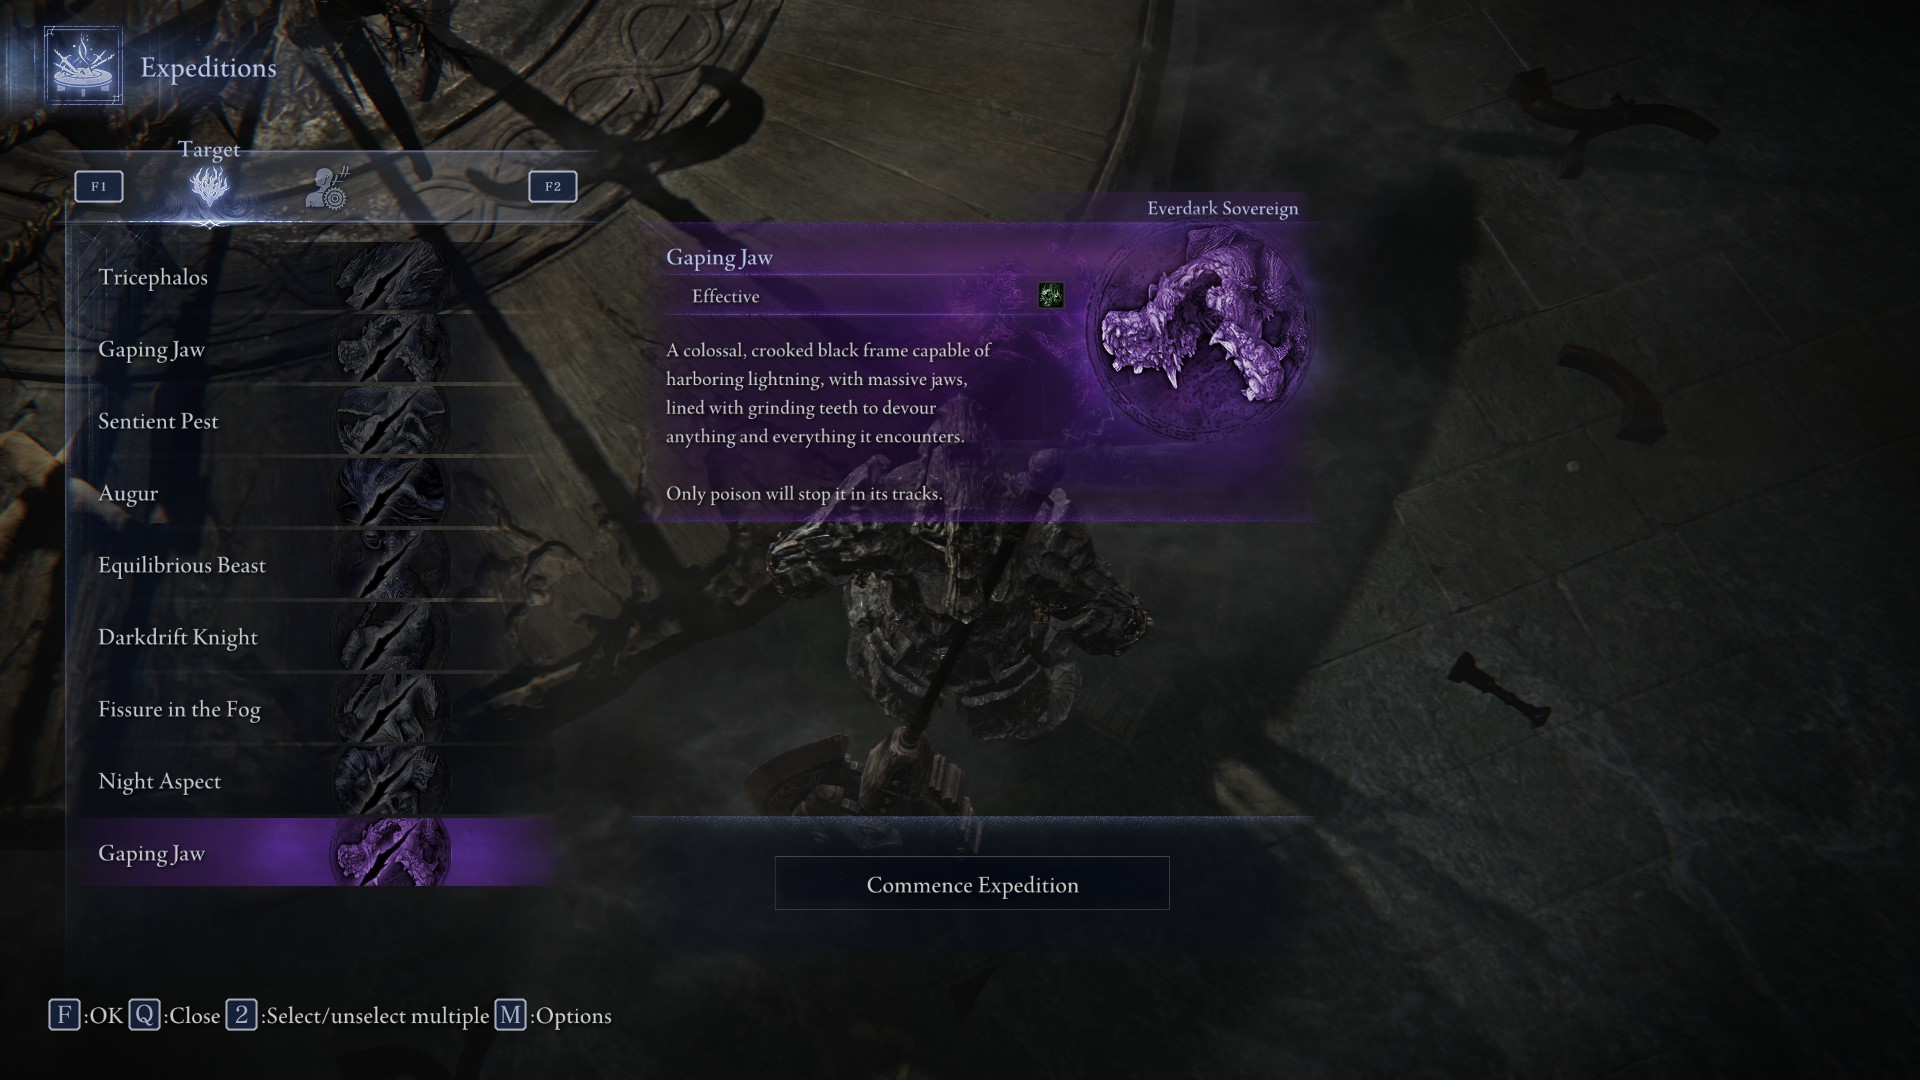 Expeditions
Target
F1
F2
Tricephalos
Gaping Jaw
Sentient Pest
Augur
Equilibrious Beast
Darkdrift Knight
Fissure in the Fog
Night Aspect
Gaping Jaw
Everdark Sovereign
Gaping Jaw
Effective
A colossal, crooked black frame capable of
harboring lightning, with massive jaws,
lined with grinding teeth to devour
anything and everything it encounters.
Only poison will stop it in its tracks.
Commence Expedition
F :OK Q :Close 2 :Select/unselect multiple M :Options